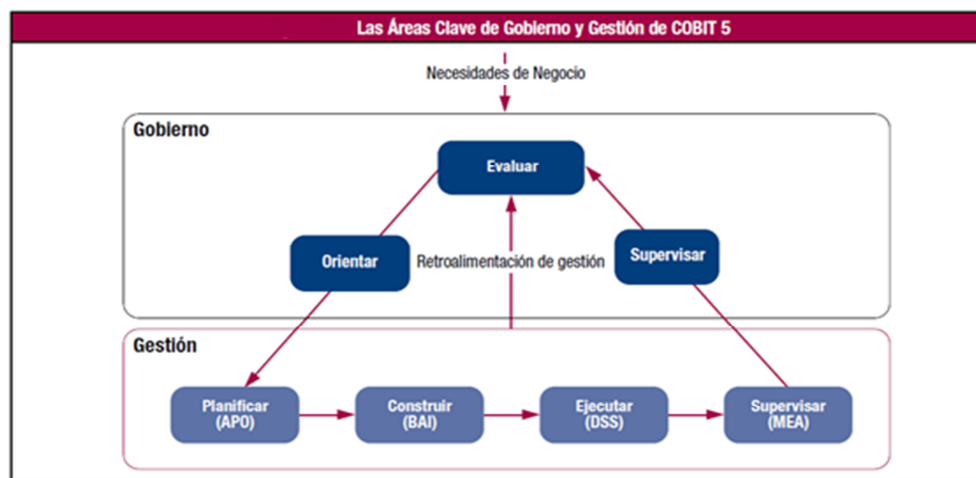 Las Áreas Clave de Gobierno y Gestión de COBIT 5
Necesidades de Negocio
Gobierno
Evaluar
Orientar
Retroalimentación de gestión
Supervisar
Gestión
Planificar
(APO)
Construir
(BAI)
Ejecutar
(DSS)
Supervisar
(MEA)